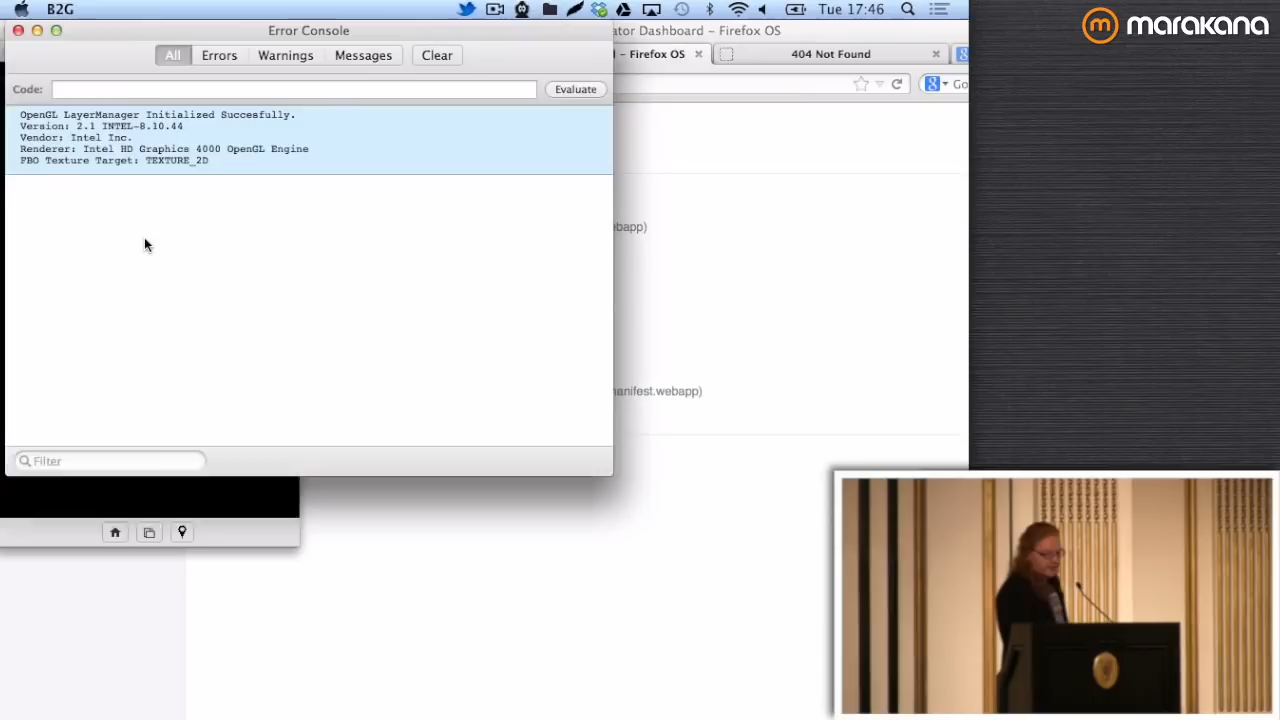 B2G
Tue 17:46
marakana
Error Console
ator Dashboard – Firefox OS
All
Errors
Warnings
Messages
Clear
– Firefox OS
404 Not Found
Code:
Evaluate
Go
OpenGL LayerManager Initialized Succesfully.
Version: 2.1 INTEL-8.10.44
Vendor: Intel Inc.
Renderer: Intel HD Graphics 4000 OpenGL Engine
FBO Texture Target: TEXTURE_2D
ebapp)
manifest.webapp)
Filter